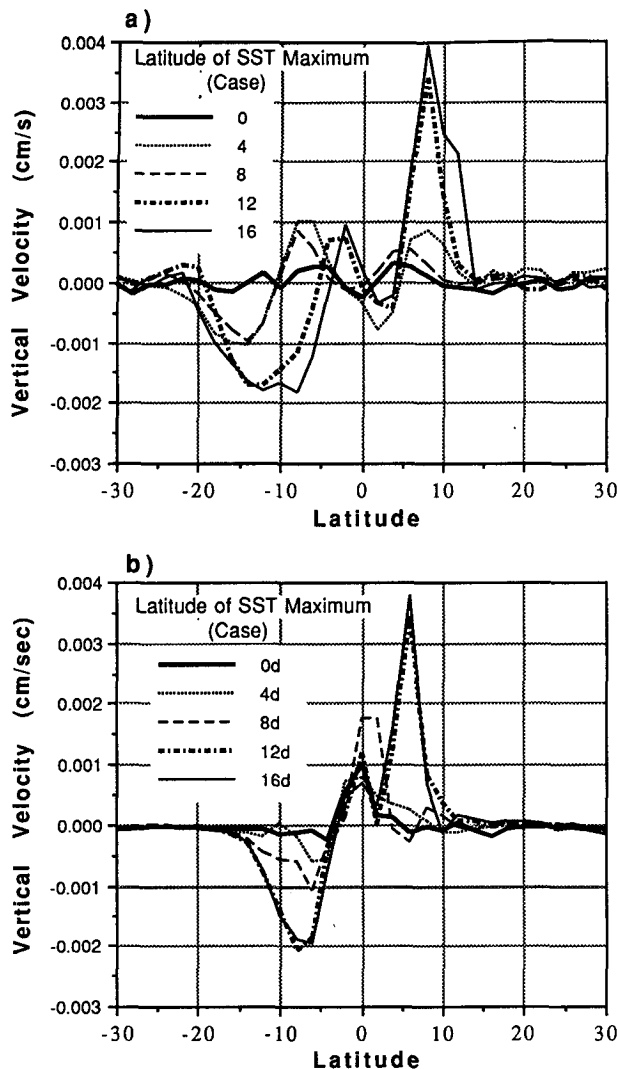 a)
Latitude of SST Maximum
(Case)
0
4
8
12
16
0.004
0.003
0.002
0.001
0.000
-0.001
-0.002
-0.003
Vertical Velocity (cm/s)
-30 -20 -10 0 10 20 30
Latitude
b)
Latitude of SST Maximum
(Case)
0d
4d
8d
12d
16d
0.004
0.003
0.002
0.001
0.000
-0.001
-0.002
-0.003
Vertical Velocity (cm/sec)
-30 -20 -10 0 10 20 30
Latitude